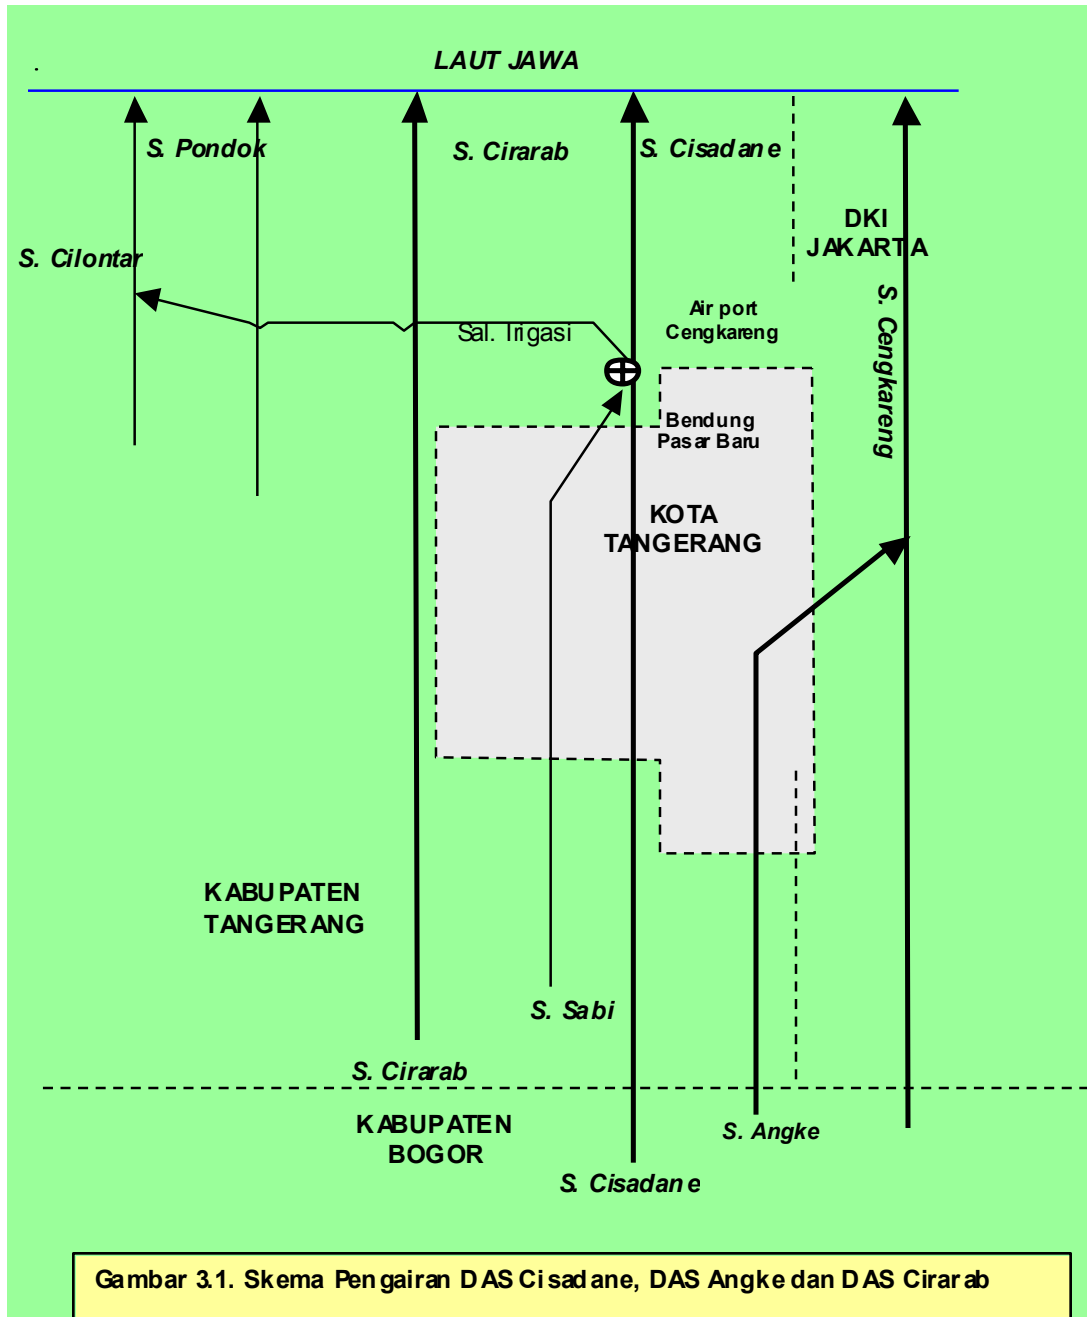 LAUT JAWA
.
S. Pondok
S. Cirarab
S. Cisadane
DKI
JAKARTA
S. Cilontar
S. Cengkareng
Air port
Cengkareng
Sal. Irigasi
Bendung
Pasar Baru
KOTA
TANGERANG
KABUPATEN
TANGERANG
S. Sabi
S. Cirarab
KABUPATEN
BOGOR
S. Angke
S. Cisadane
Gambar 3.1. Skema Pengairan DAS Cisadane, DAS Angke dan DAS Cirarab